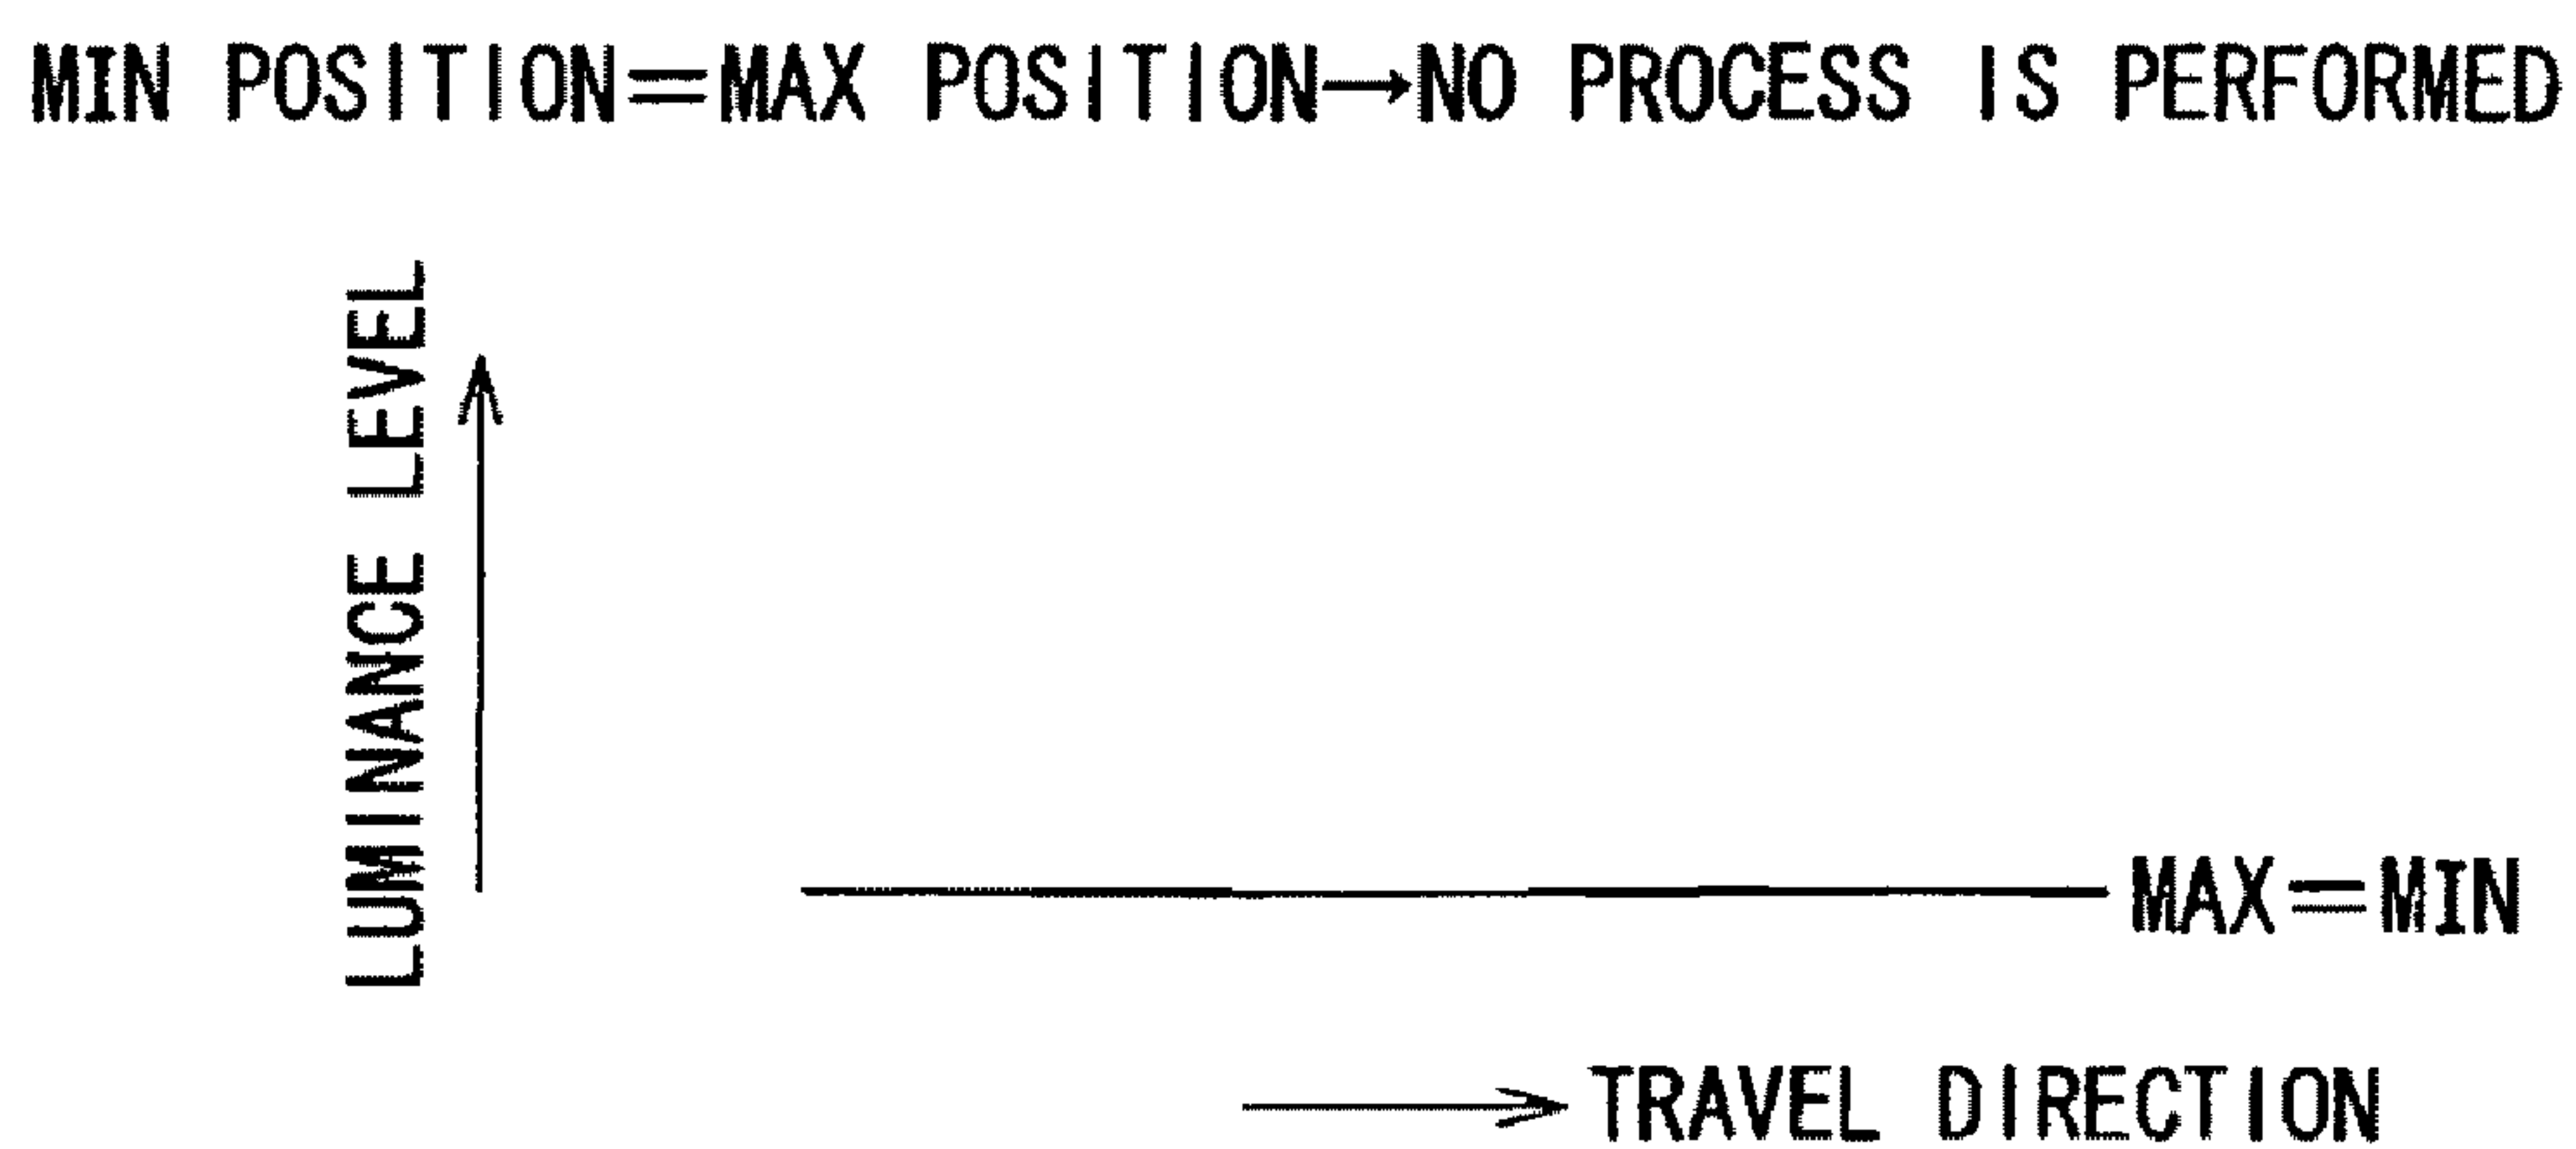 MIN POSITION=MAX POSITION→NO PROCESS IS PERFORMED
LUMINANCE LEVEL
MAX=MIN
TRAVEL DIRECTION